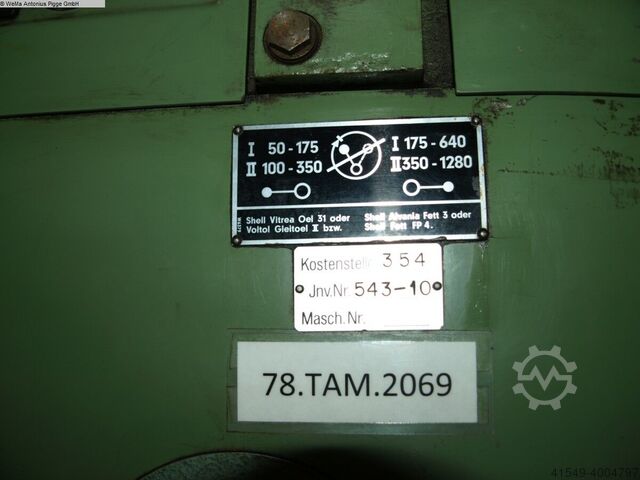 © WeMa Antonius Pigge GmbH
I 50-175
II 100-350
I 175-640
II 350-1280
Shell Vitrea Oel 31 oder
Voltol Gleitoel II bzw.
Shell Alvania Fett 3 oder
Shell Fett FP 4.
Kostenstelle 354
Jnv.Nr. 543-10
Masch.Nr.
78.TAM.2069
41549-4004797